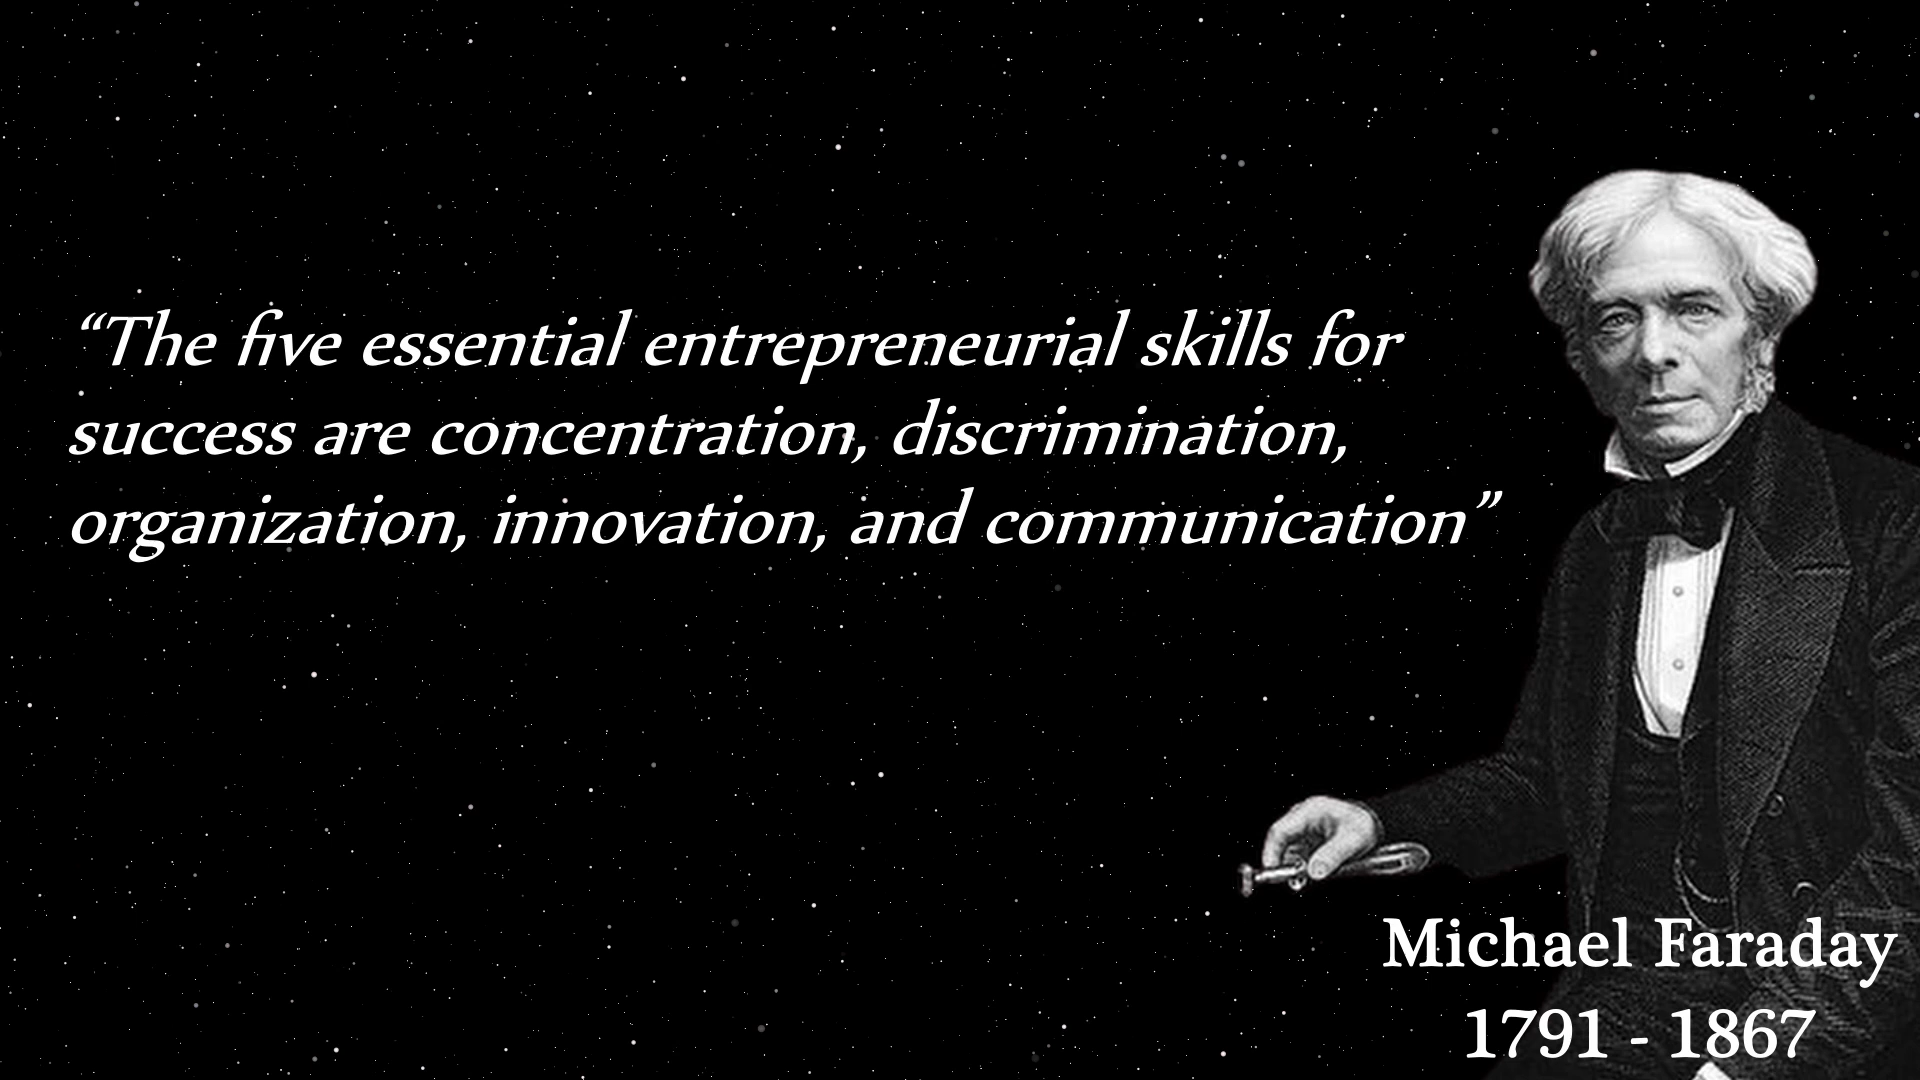 “The five essential entrepreneurial skills for
success are concentration, discrimination,
organization, innovation, and communication”
Michael Faraday
1791 - 1867